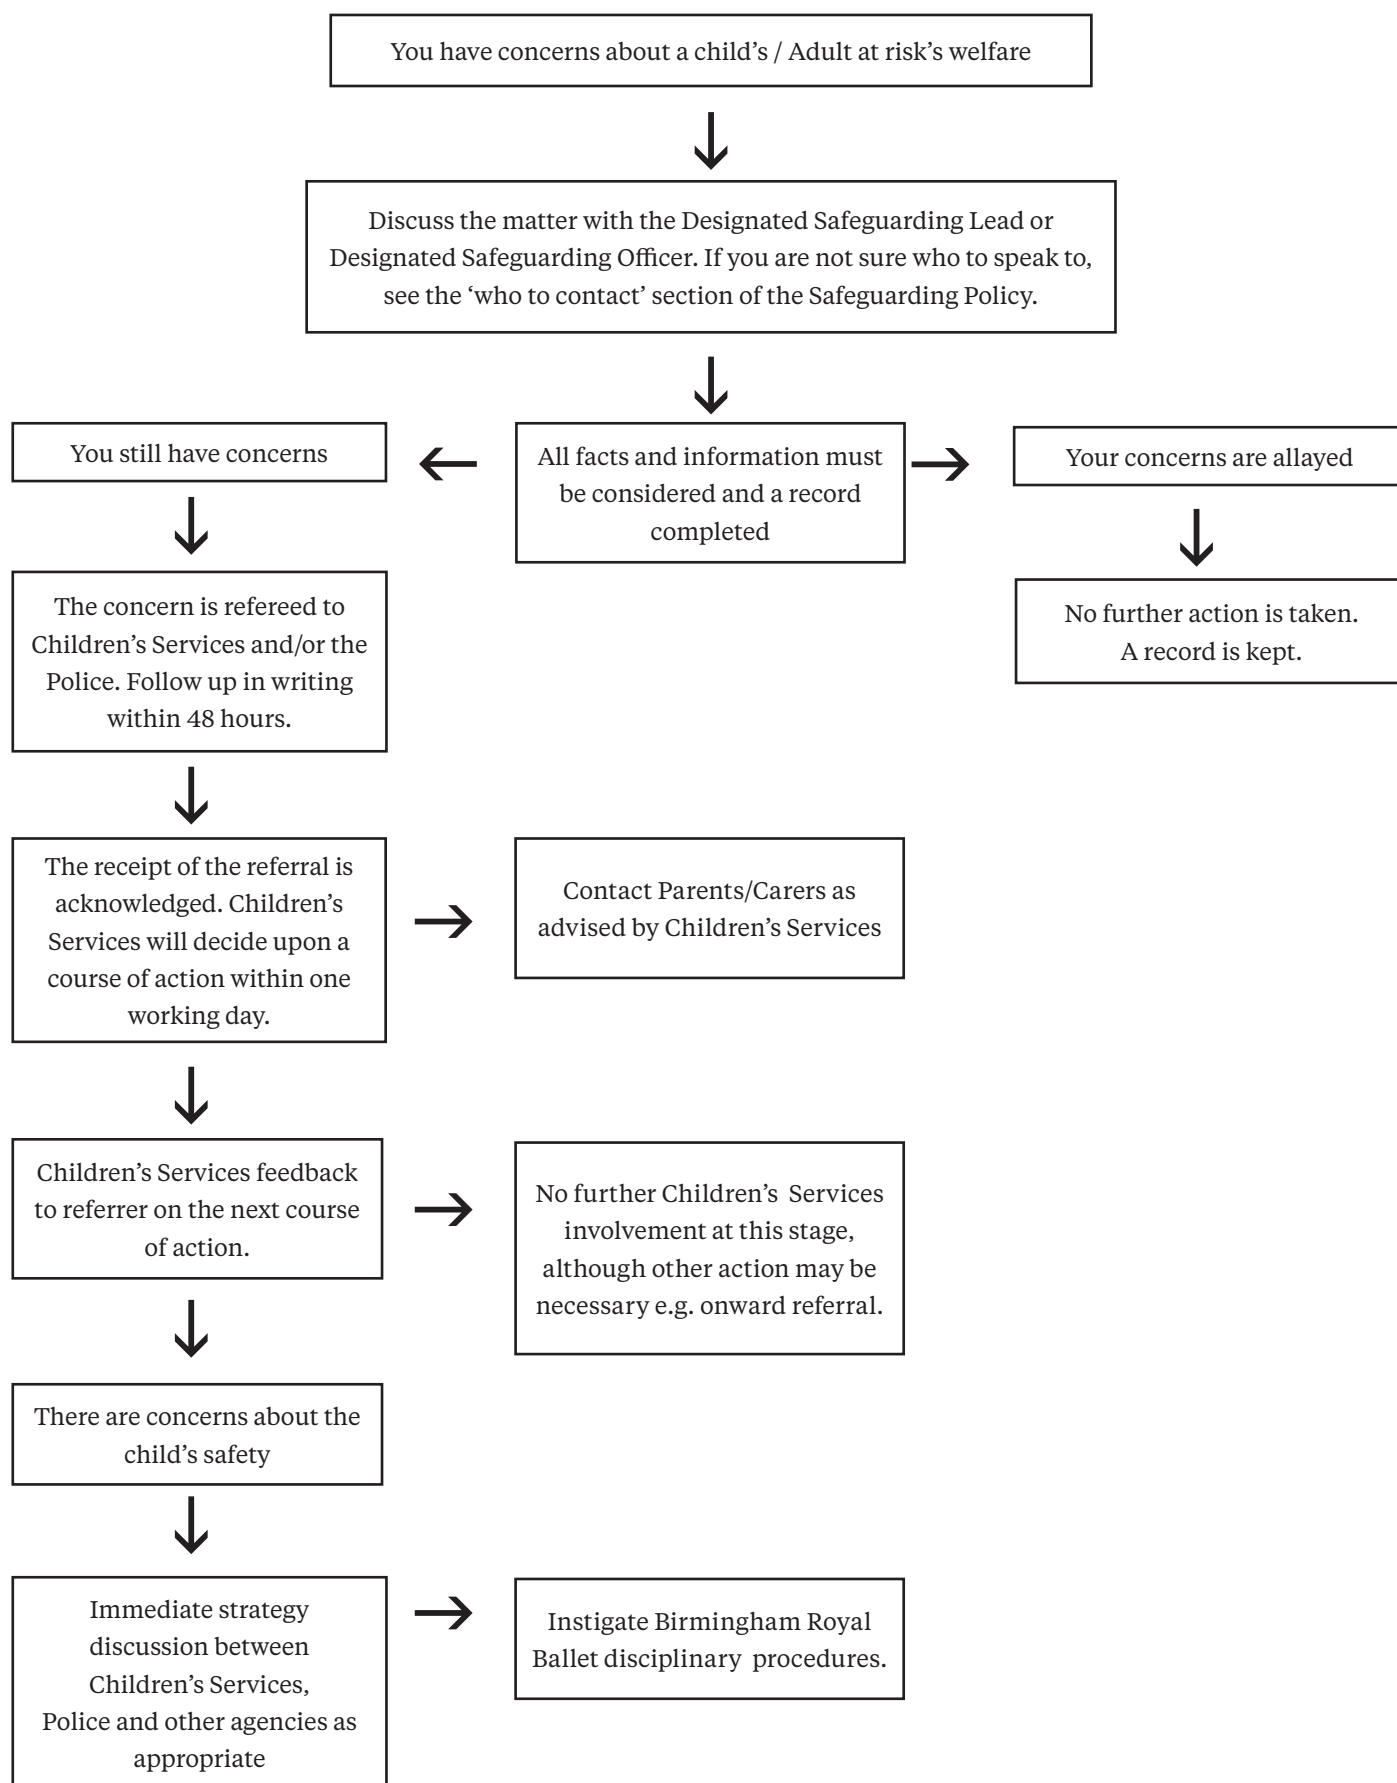 You have concerns about a child’s / Adult at risk’s welfare
Discuss the matter with the Designated Safeguarding Lead or
Designated Safeguarding Officer. If you are not sure who to speak to,
see the ‘who to contact’ section of the Safeguarding Policy.
You still have concerns
All facts and information must
be considered and a record
completed
Your concerns are allayed
The concern is refereed to
Children’s Services and/or the
Police. Follow up in writing
within 48 hours.
No further action is taken.
A record is kept.
The receipt of the referral is
acknowledged. Children’s
Services will decide upon a
course of action within one
working day.
Contact Parents/Carers as
advised by Children’s Services
Children’s Services feedback
to referrer on the next course
of action.
No further Children’s Services
involvement at this stage,
although other action may be
necessary e.g. onward referral.
There are concerns about the
child’s safety
Immediate strategy
discussion between
Children’s Services,
Police and other agencies as
appropriate
Instigate Birmingham Royal
Ballet disciplinary procedures.